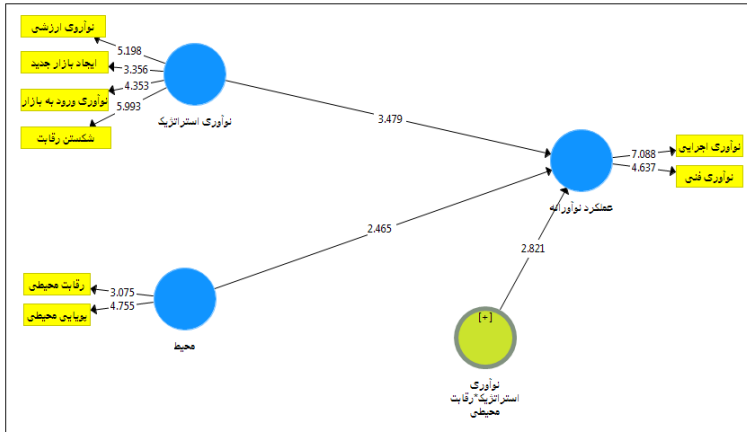 نوآروی ارزشی
5.198
ایجاد بازار جدید
3.356
نوآوری ورود به بازار
4.353
شکستن رقابت
5.993
نوآوری استراتژیک
3.479
نوآوری اجرایی
7.088
نوآوری فنی
4.637
عملکرد نوآورانه
2.465
2.821
رقابت محیطی
3.075
پویایی محیطی
4.755
محیط
[+]
نوآوری
استراتژیک*رقابت
محیطی